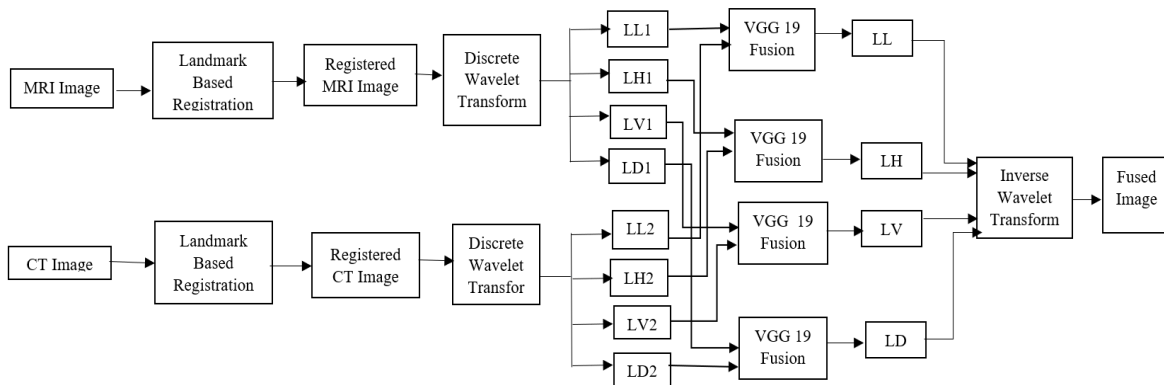 MRI Image
Landmark
Based
Registration
Registered
MRI Image
Discrete
Wavelet
Transform
LL1
LH1
LV1
LD1
VGG 19
Fusion
LL
VGG 19
Fusion
LH
CT Image
Landmark
Based
Registration
Registered
CT Image
Discrete
Wavelet
Transfor
LL2
LH2
LV2
LD2
VGG 19
Fusion
LV
VGG 19
Fusion
LD
Inverse
Wavelet
Transform
Fused
Image